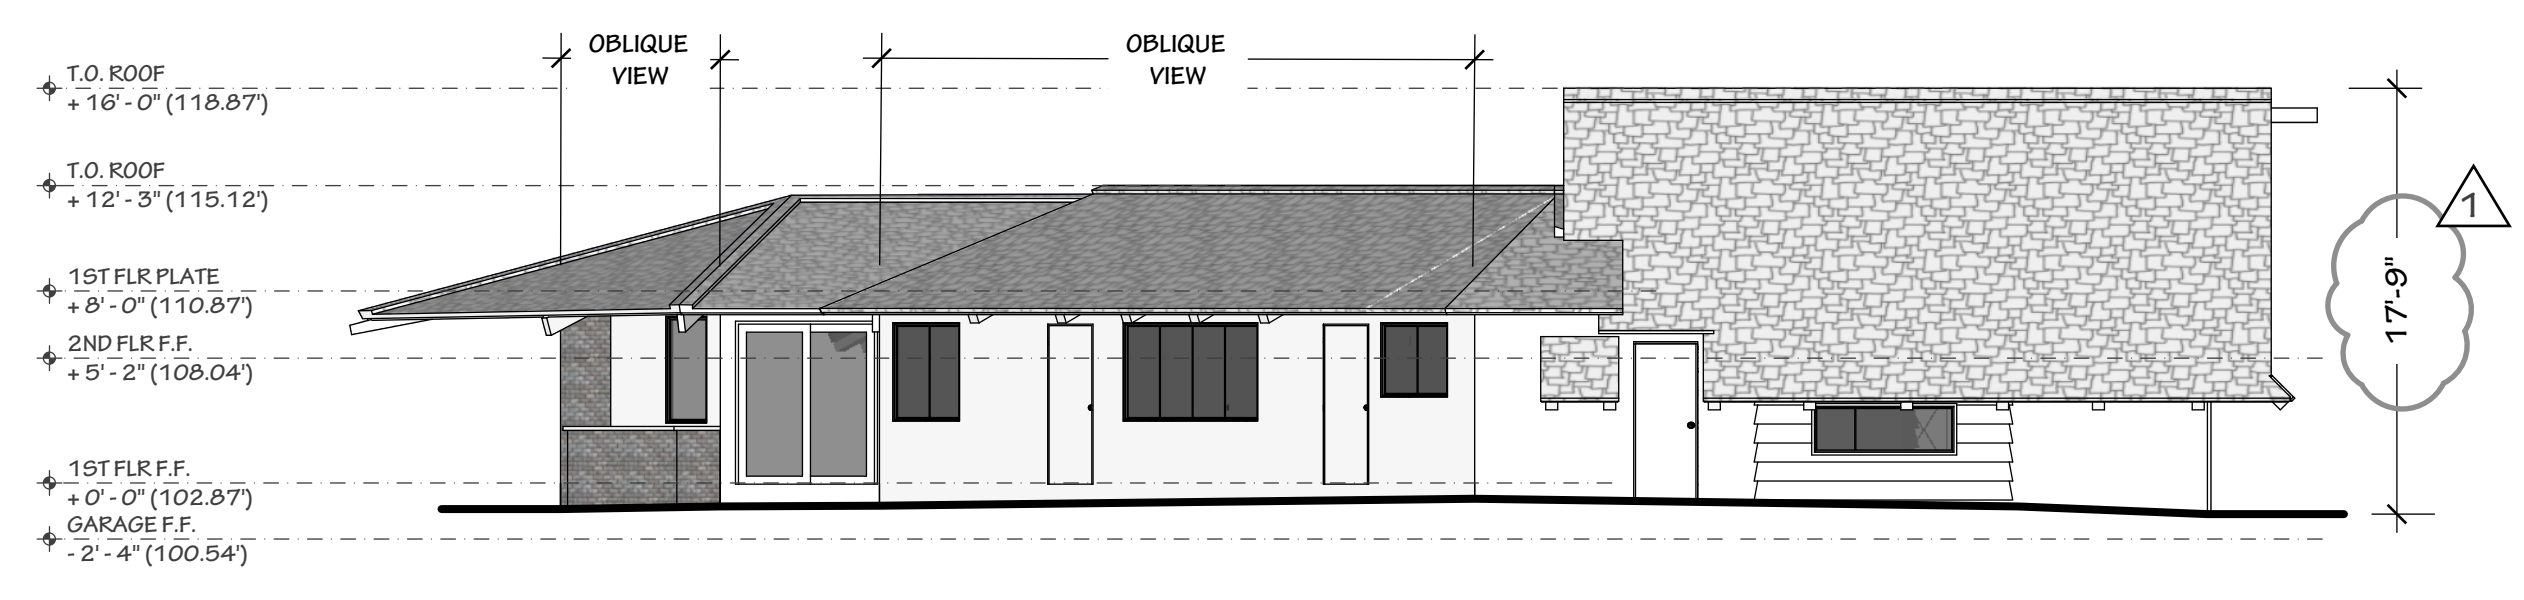 OBLIQUE
VIEW
OBLIQUE
VIEW
T.O. ROOF
+ 16' - 0" (118.87')
T.O. ROOF
+ 12' - 3" (115.12')
1ST FLR PLATE
+ 8' - 0" (110.87')
2ND FLR F.F.
+ 5' - 2" (108.04')
1ST FLR F.F.
+ 0' - 0" (102.87')
GARAGE F.F.
- 2' - 4" (100.54')
1
17'-9"